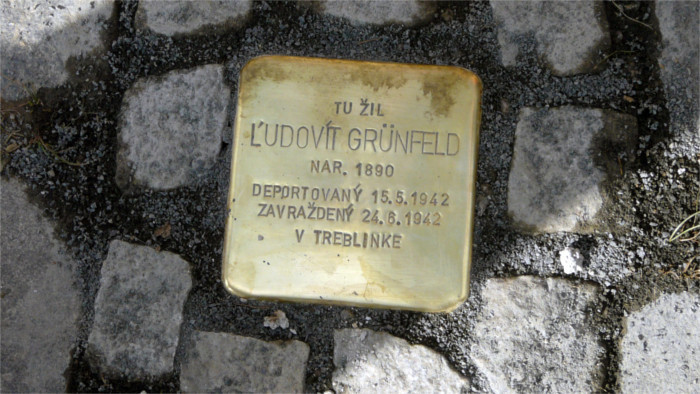 TU ŽIL
ĽUDOVÍT GRÜNFELD
NAR. 1890
DEPORTOVANÝ 15.5.1942
ZAVRAŽDENÝ 24.6.1942
V TREBLINKE